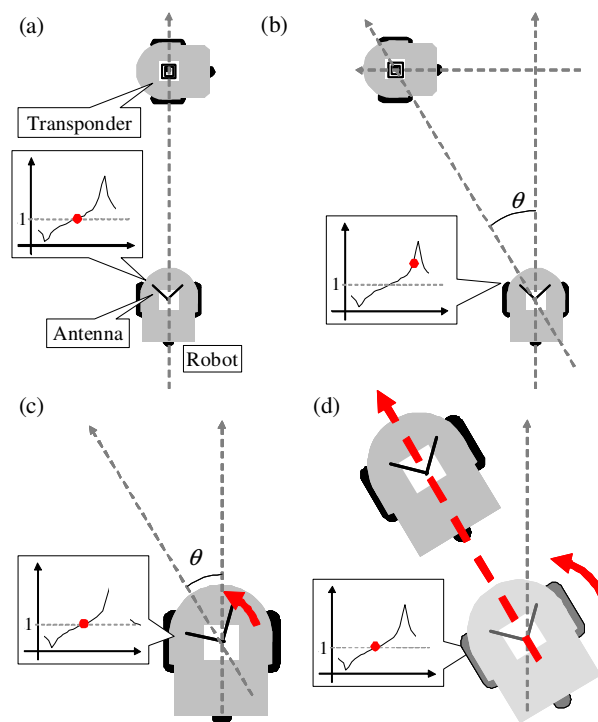 (a)
Transponder
1
Antenna
Robot
(b)
θ
1
(c)
θ
1
(d)
1